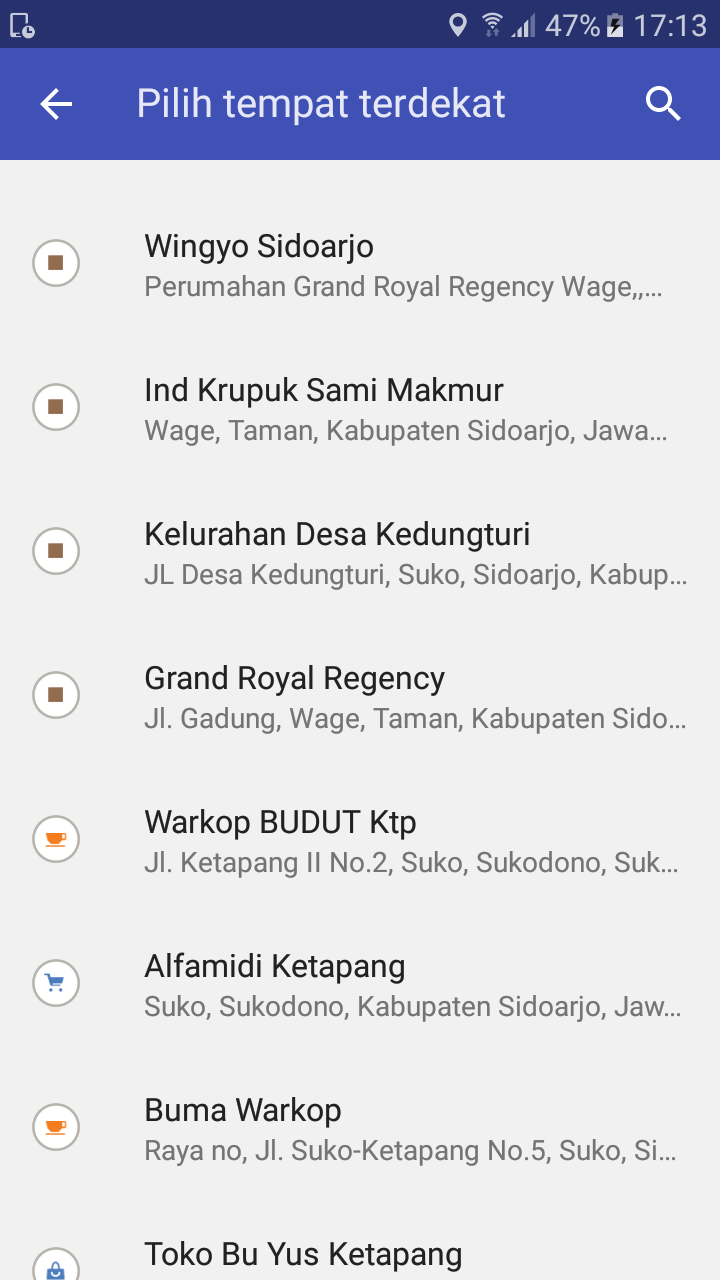 47% 17:13
Pilih tempat terdekat
Wingyo Sidoarjo
Perumahan Grand Royal Regency Wage,,...
Ind Krupuk Sami Makmur
Wage, Taman, Kabupaten Sidoarjo, Jawa...
Kelurahan Desa Kedungturi
JL Desa Kedungturi, Suko, Sidoarjo, Kabup...
Grand Royal Regency
Jl. Gadung, Wage, Taman, Kabupaten Sido...
Warkop BUDUT Ktp
Jl. Ketapang II No.2, Suko, Sukodono, Suk...
Alfamidi Ketapang
Suko, Sukodono, Kabupaten Sidoarjo, Jaw...
Buma Warkop
Raya no, Jl. Suko-Ketapang No.5, Suko, Si...
Toko Bu Yus Ketapang